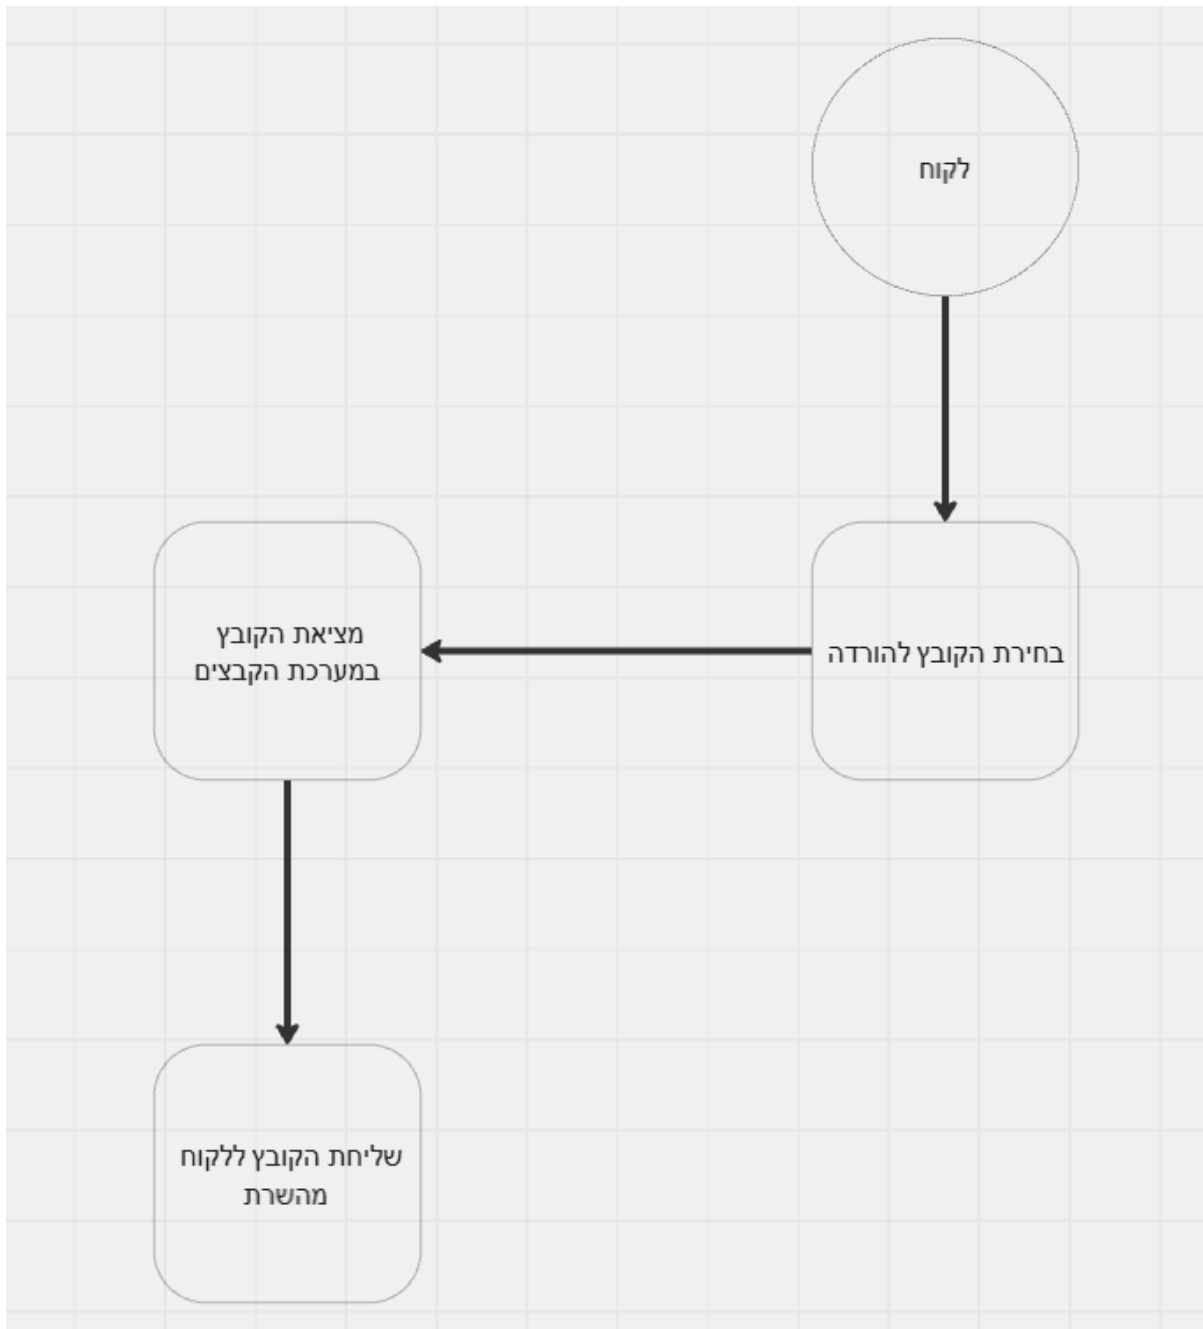 לקוח
בחירת הקובץ להורדה
מציאת הקובץ
במערכת הקבצים
שליחת הקובץ ללקוח
מהשרת